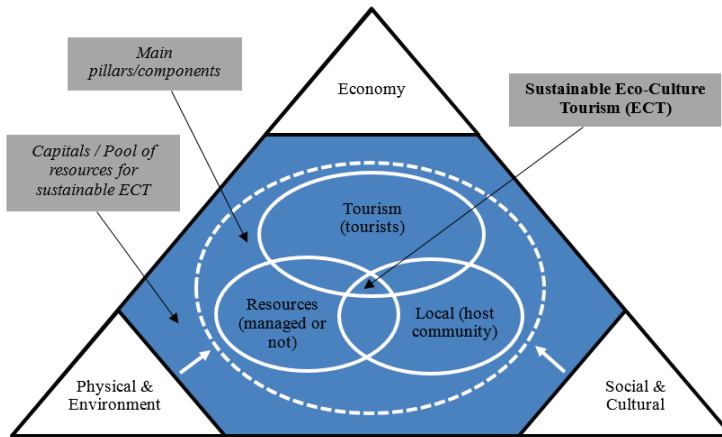 Main
pillars/components
Economy
Sustainable Eco-Culture
Tourism (ECT)
Capitals / Pool of
resources for
sustainable ECT
Tourism
(tourists)
Resources
(managed or
not)
Local (host
community)
Physical &
Environment
Social &
Cultural